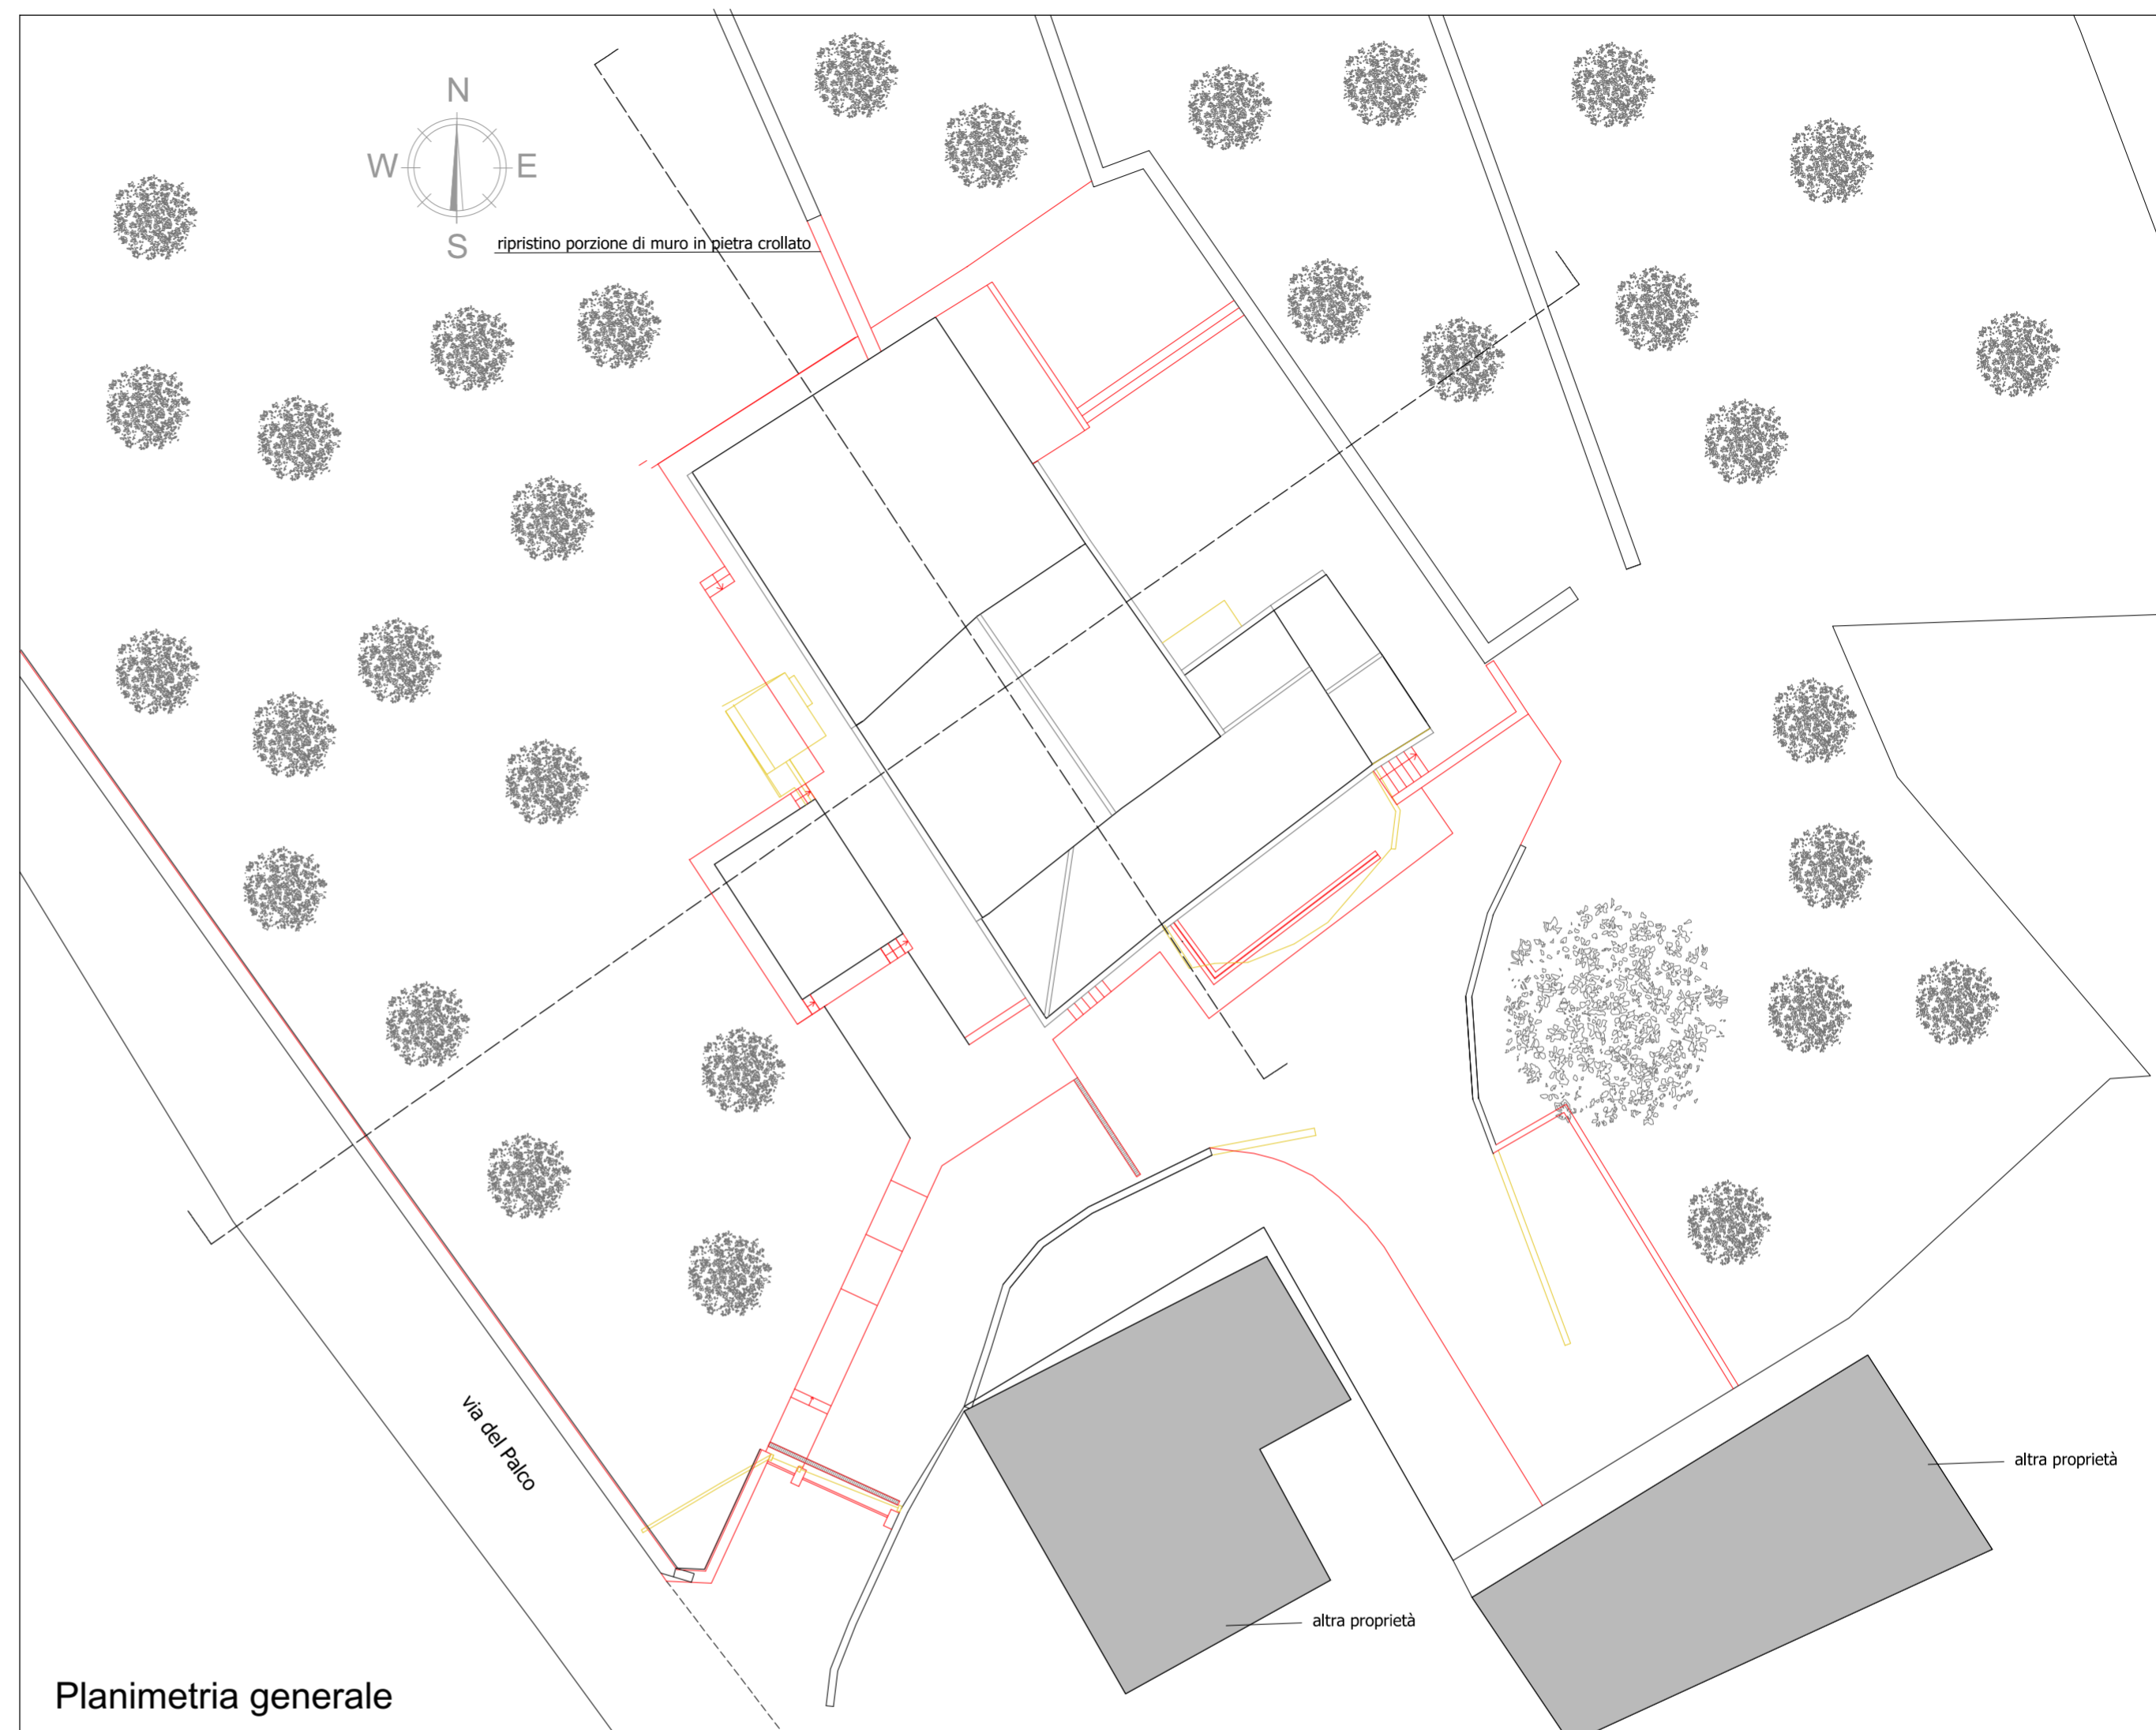 N
W
E
S
ripristino porzione di muro in pietra crollato
via del Palco
altra proprietà
altra proprietà
Planimetria generale